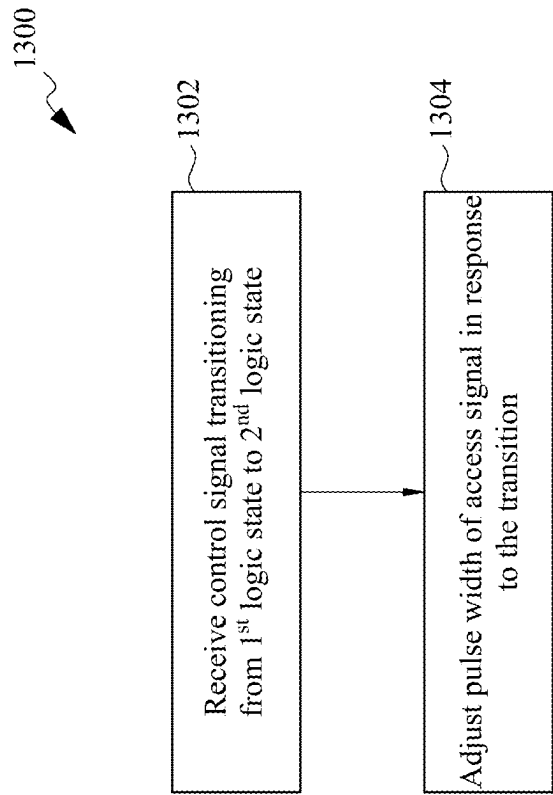 1300
1302
Receive control signal transitioning
from 1st logic state to 2nd logic state
1304
Adjust pulse width of access signal in response
to the transition